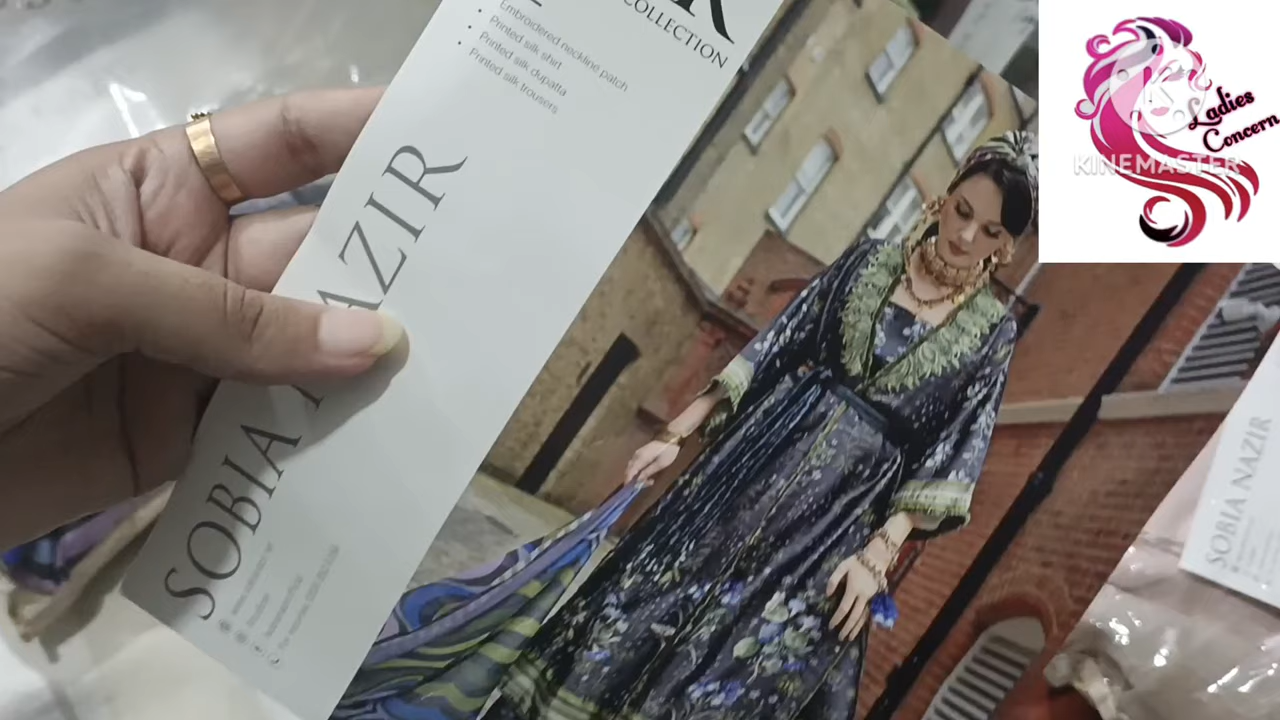 COLLECTION
Embroidered neckline patch
Printed silk shirt
Printed silk dupatta
Printed silk trousers
SOBIA NAZIR
Ladies
Concern
KINEMASTER
SOBIA NAZIR